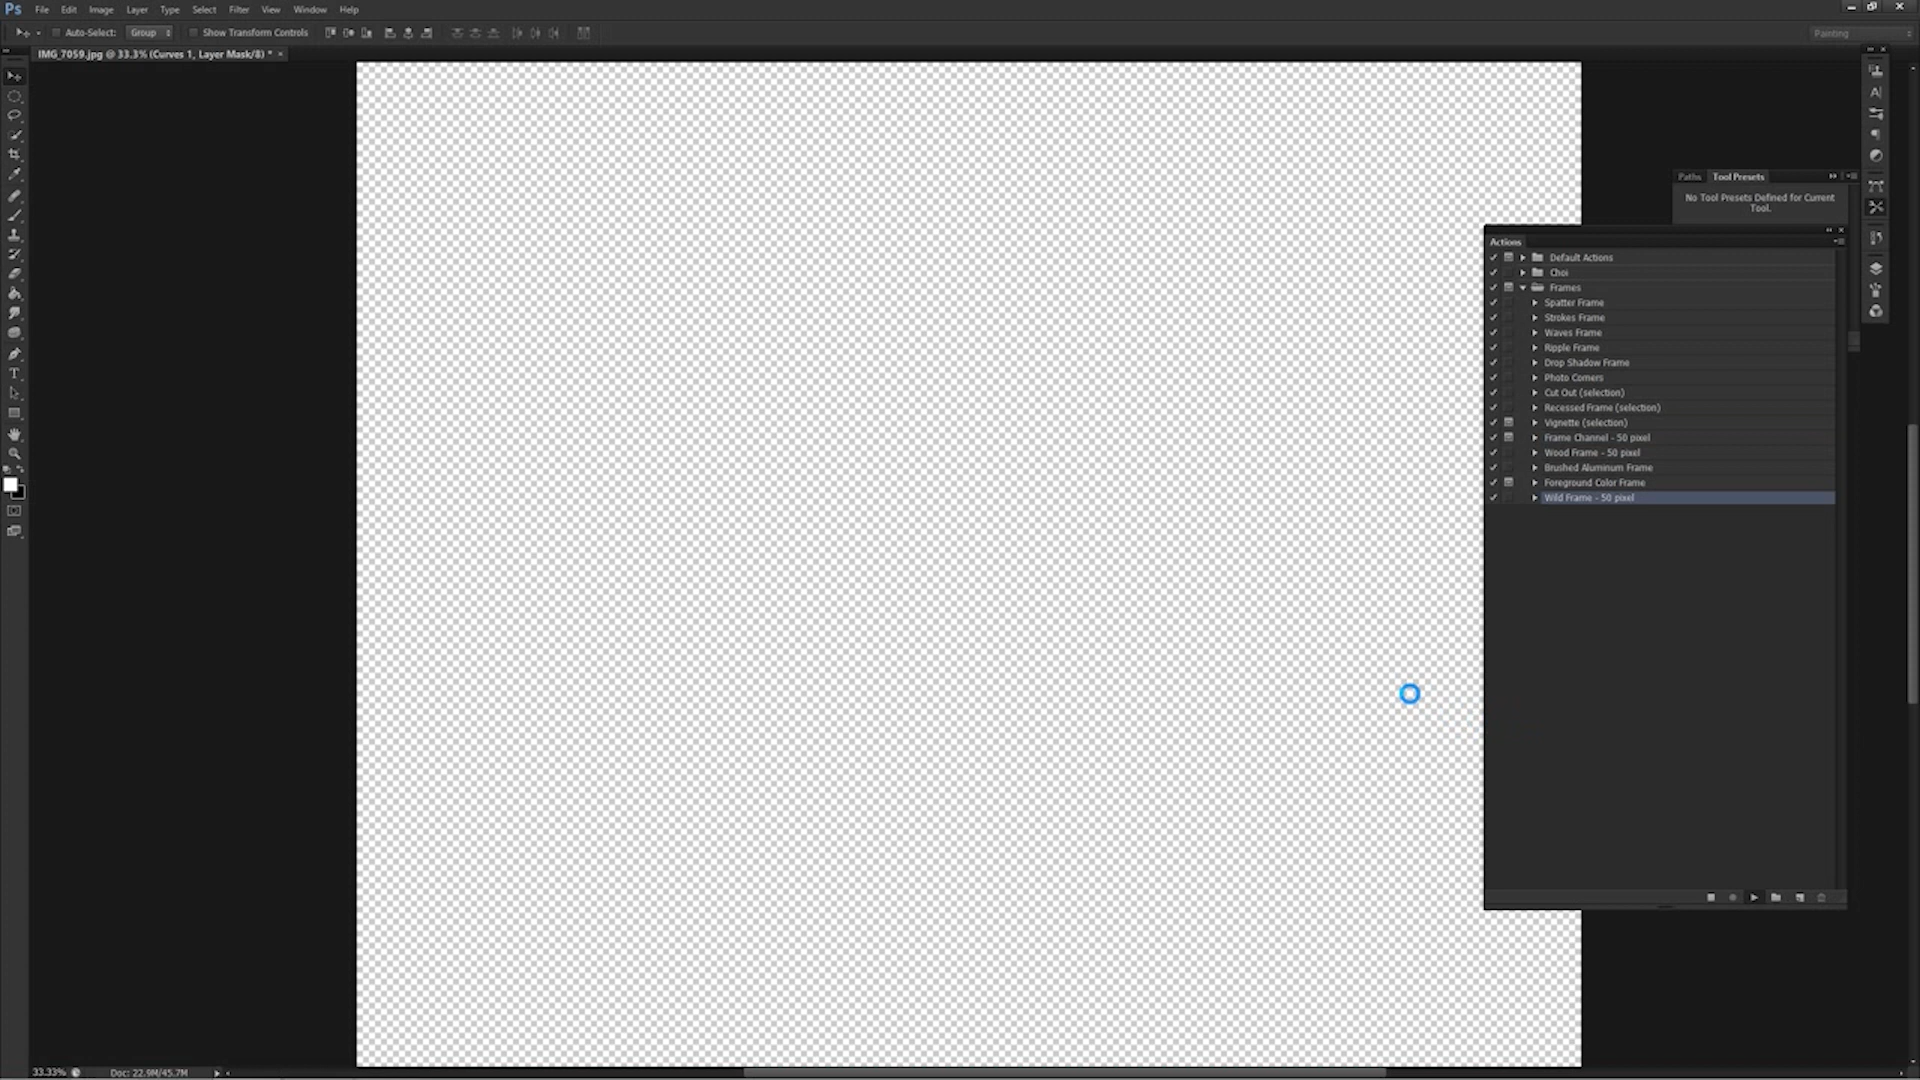 Ps File Edit Image Layer Type Select Filter View Window Help
Auto-Select: Group Show Transform Controls Painting
IMG_7059.jpg @ 33.3% (Curves 1, Layer Mask/8) * ×
Paths Tool Presets
No Tool Presets Defined for Current
Tool.
Actions
Default Actions
Choi
Frames
Spatter Frame
Strokes Frame
Waves Frame
Ripple Frame
Drop Shadow Frame
Photo Corners
Cut Out (selection)
Recessed Frame (selection)
Vignette (selection)
Frame Channel - 50 pixel
Wood Frame - 50 pixel
Brushed Aluminum Frame
Foreground Color Frame
Wild Frame - 50 pixel
33.33% Doc: 22.9M/45.7M